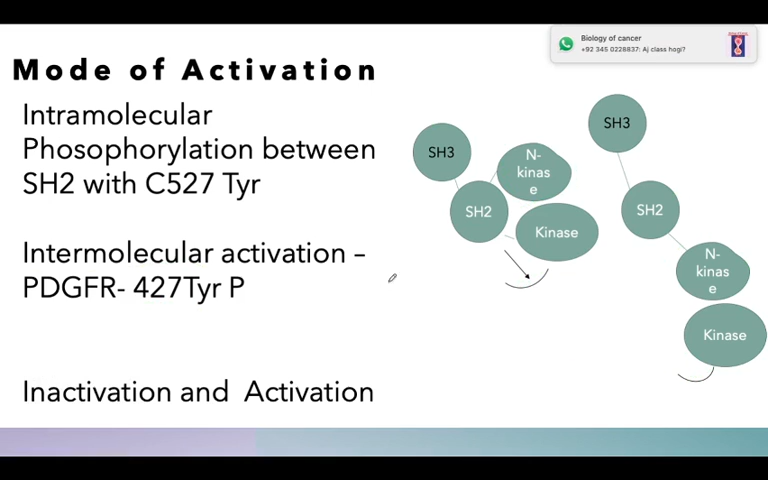 Biology of cancer
+92 345 0228837: Aj class hogi?
Mode of Activation
Intramolecular
Phosophorylation between
SH2 with C527 Tyr
Intermolecular activation –
PDGFR- 427Tyr P
Inactivation and Activation
SH3
N-
kinas
e
SH2
Kinase
SH3
SH2
N-
kinas
e
Kinase